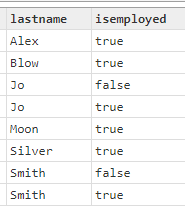 lastname isemployed
Alex true
Blow true
Jo false
Jo true
Moon true
Silver true
Smith false
Smith true